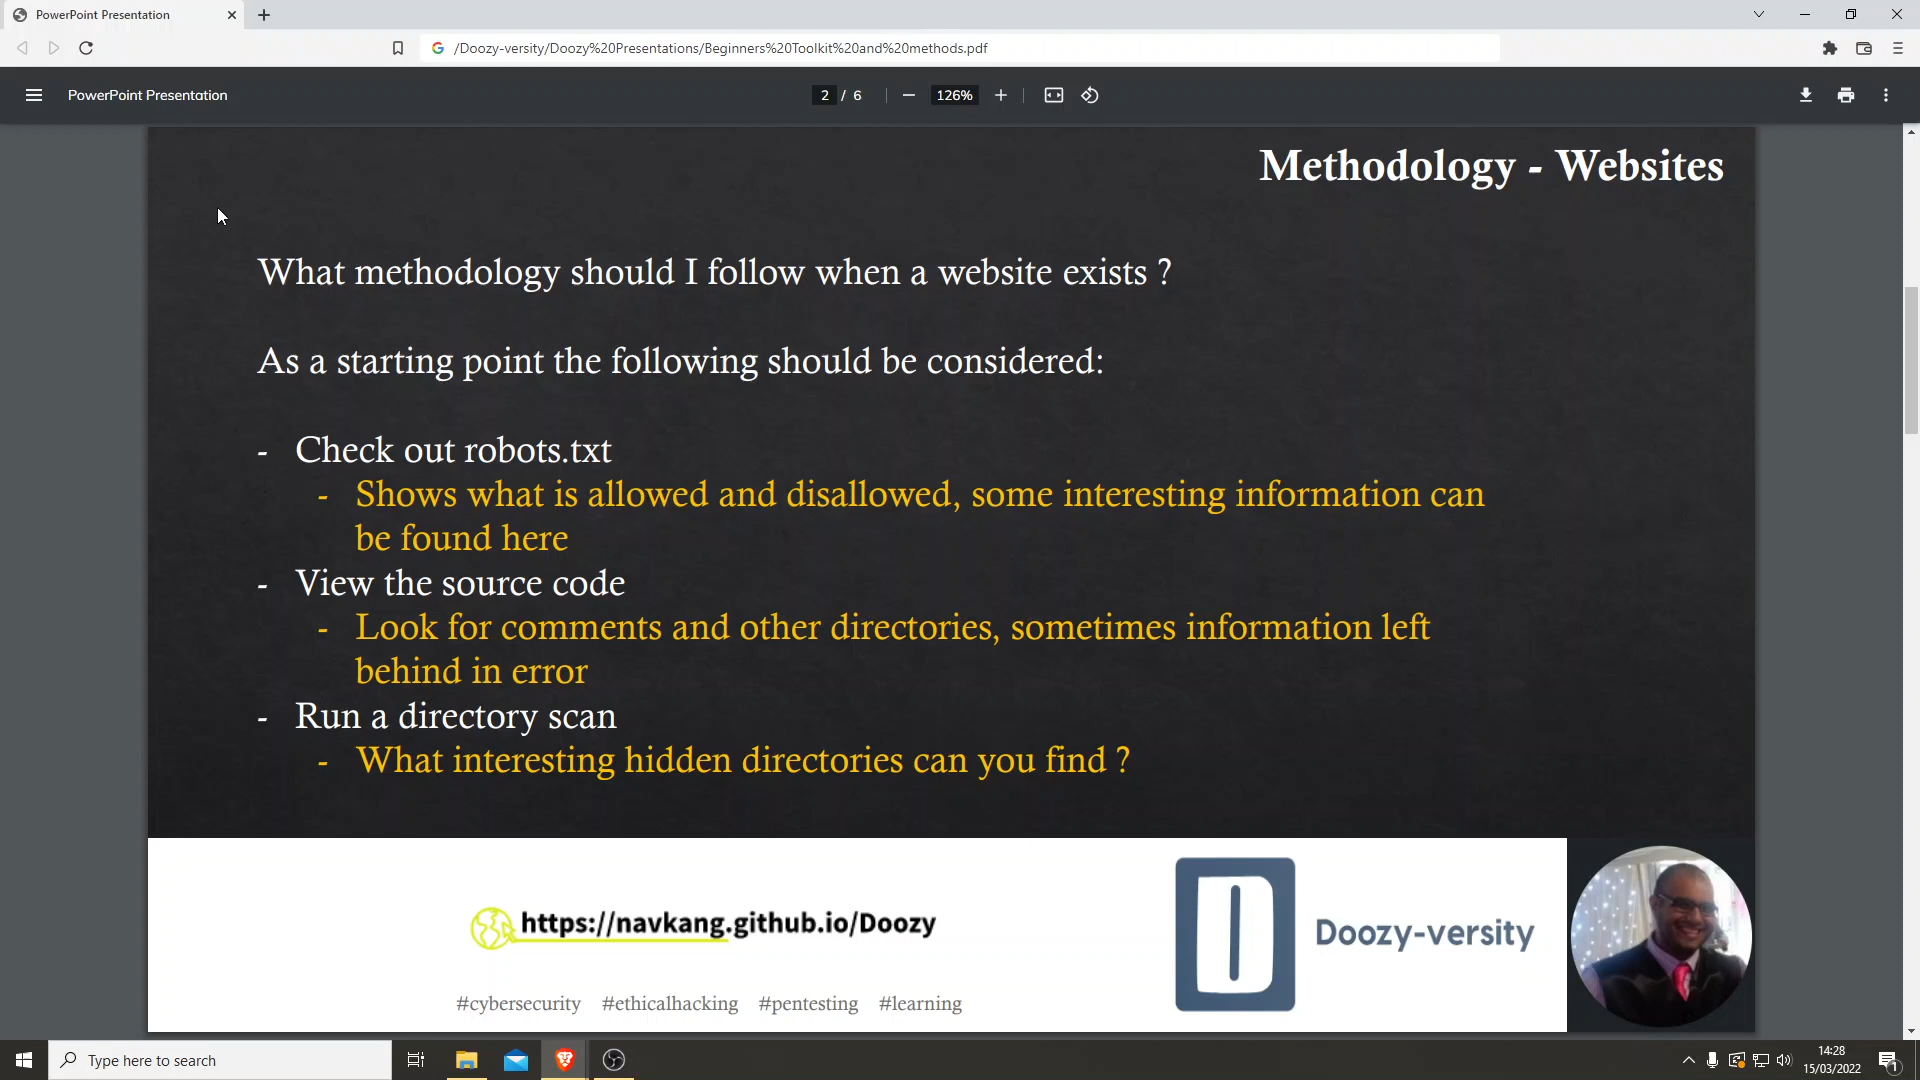 PowerPoint Presentation
/Doozy-versity/Doozy%20Presentations/Beginners%20Toolkit%20and%20methods.pdf
PowerPoint Presentation
2 / 6
126%
Methodology - Websites
What methodology should I follow when a website exists ?
As a starting point the following should be considered:
- Check out robots.txt
- Shows what is allowed and disallowed, some interesting information can
be found here
- View the source code
- Look for comments and other directories, sometimes information left
behind in error
- Run a directory scan
- What interesting hidden directories can you find ?
https://navkang.github.io/Doozy
D
Doozy-versity
#cybersecurity #ethicalhacking #pentesting #learning
Type here to search
14:28
15/03/2022
1